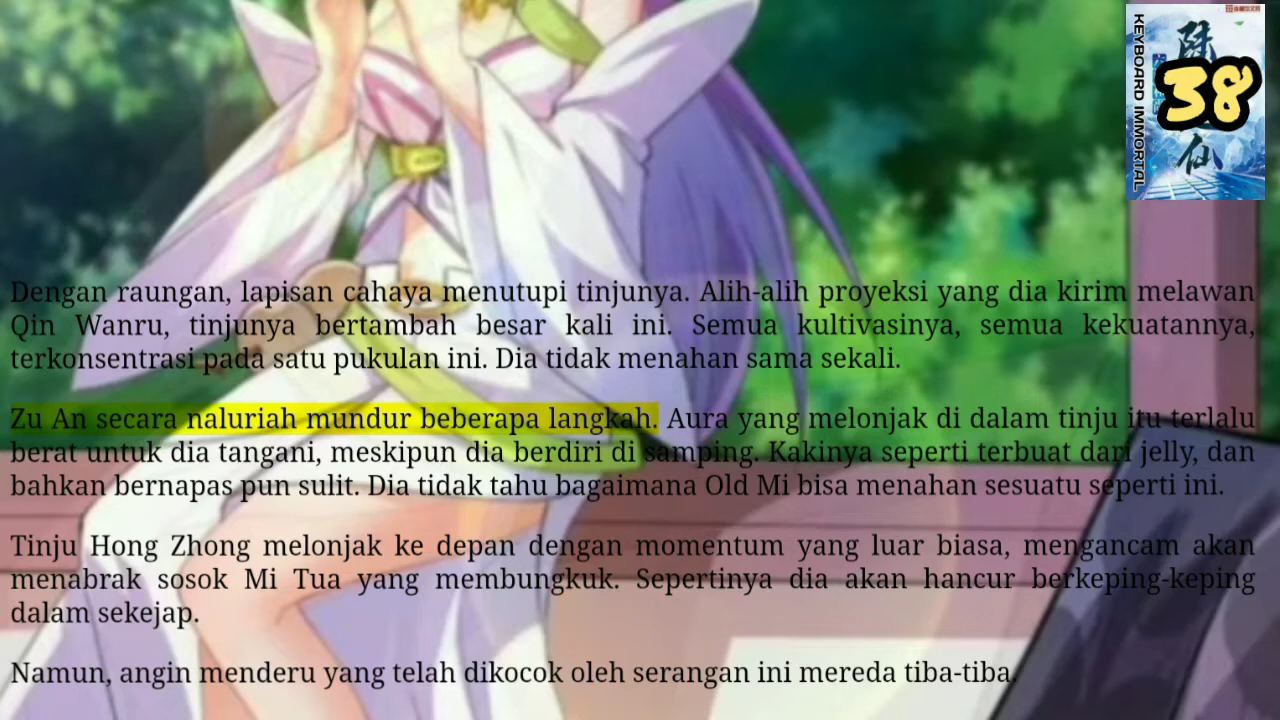 KEYBOARD IMMORTAL
38
仙
Dengan raungan, lapisan cahaya menutupi tinjunya. Alih-alih proyeksi yang dia kirim melawan
Qin Wanru, tinjunya bertambah besar kali ini. Semua kultivasinya, semua kekuatannya,
terkonsentrasi pada satu pukulan ini. Dia tidak menahan sama sekali.
Zu An secara naluriah mundur beberapa langkah. Aura yang melonjak di dalam tinju itu terlalu
berat untuk dia tangani, meskipun dia berdiri di samping. Kakinya seperti terbuat dari jelly, dan
bahkan bernapas pun sulit. Dia tidak tahu bagaimana Old Mi bisa menahan sesuatu seperti ini.
Tinju Hong Zhong melonjak ke depan dengan momentum yang luar biasa, mengancam akan
menabrak sosok Mi Tua yang membungkuk. Sepertinya dia akan hancur berkeping-keping
dalam sekejap.
Namun, angin menderu yang telah dikocok oleh serangan ini mereda tiba-tiba.